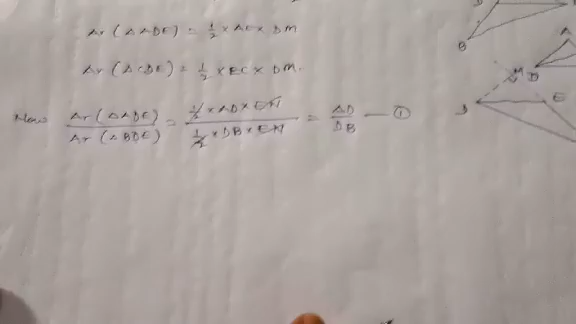 Ar (△ADE) = 1/2 × AE × DM
Ar (△CDE) = 1/2 × EC × DM.
Now Ar (△ADE) / Ar (△BDE) = 1/2 × AD × EN / 1/2 × DB × EN = AD / DB — ①
B
A
M
D
E